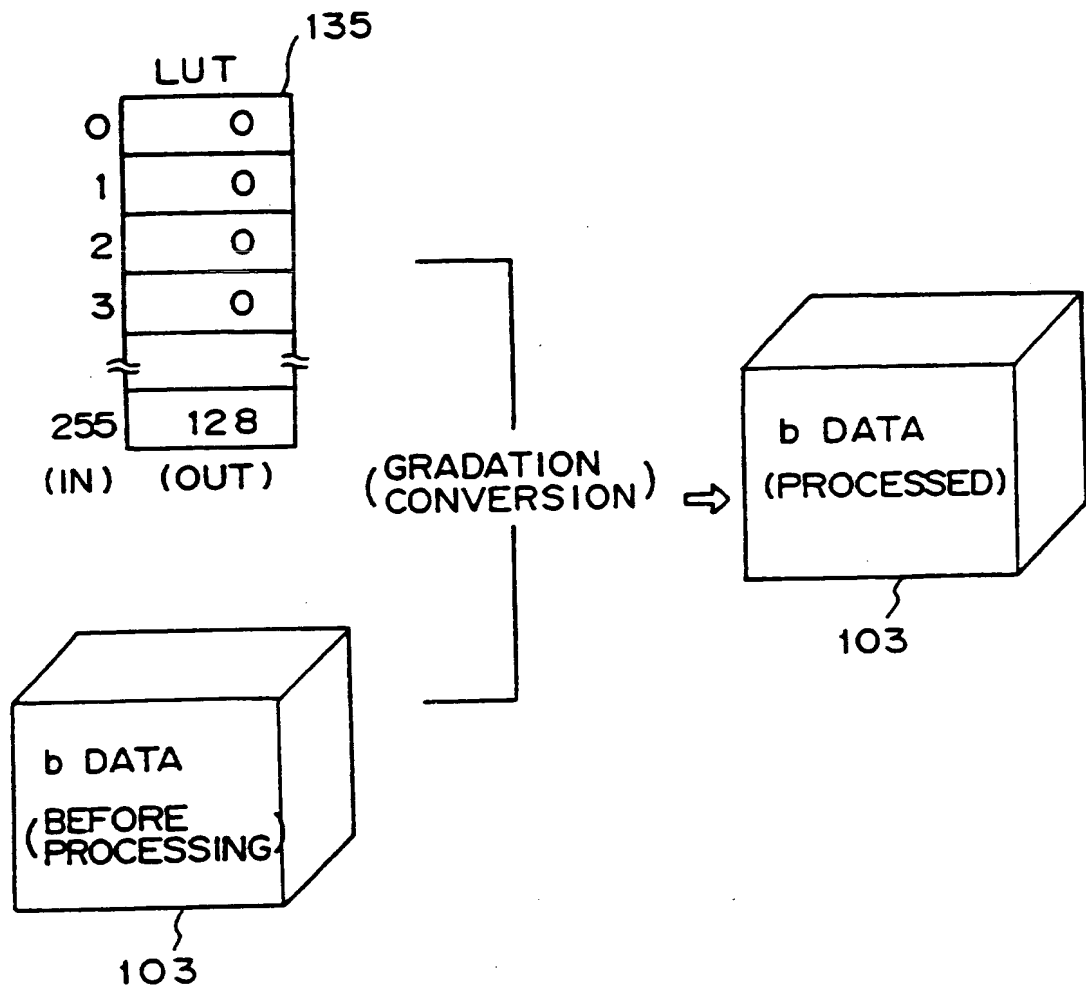 135
LUT
0 0
1 0
2 0
3 0
255 128
(IN) (OUT)
(GRADATION
CONVERSION)
b DATA
(PROCESSED)
103
b DATA
(BEFORE
PROCESSING)
103